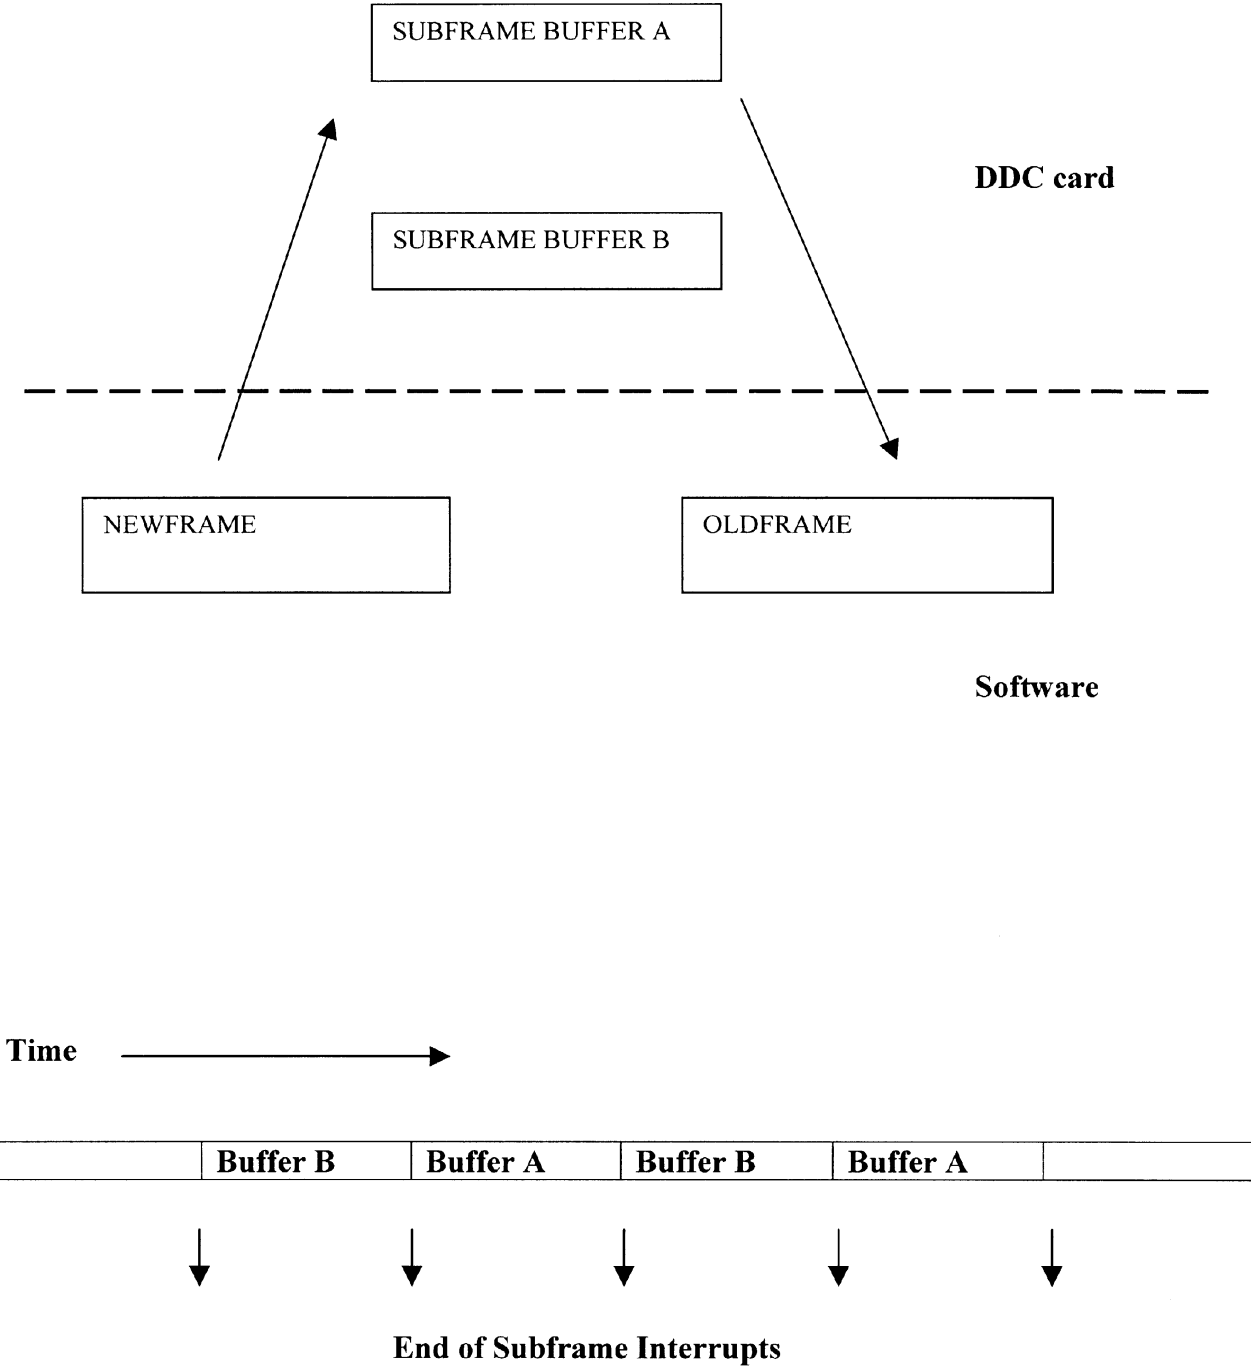 SUBFRAME BUFFER A
DDC card
SUBFRAME BUFFER B
NEWFRAME
OLDFRAME
Software
Time
Buffer B
Buffer A
Buffer B
Buffer A
End of Subframe Interrupts